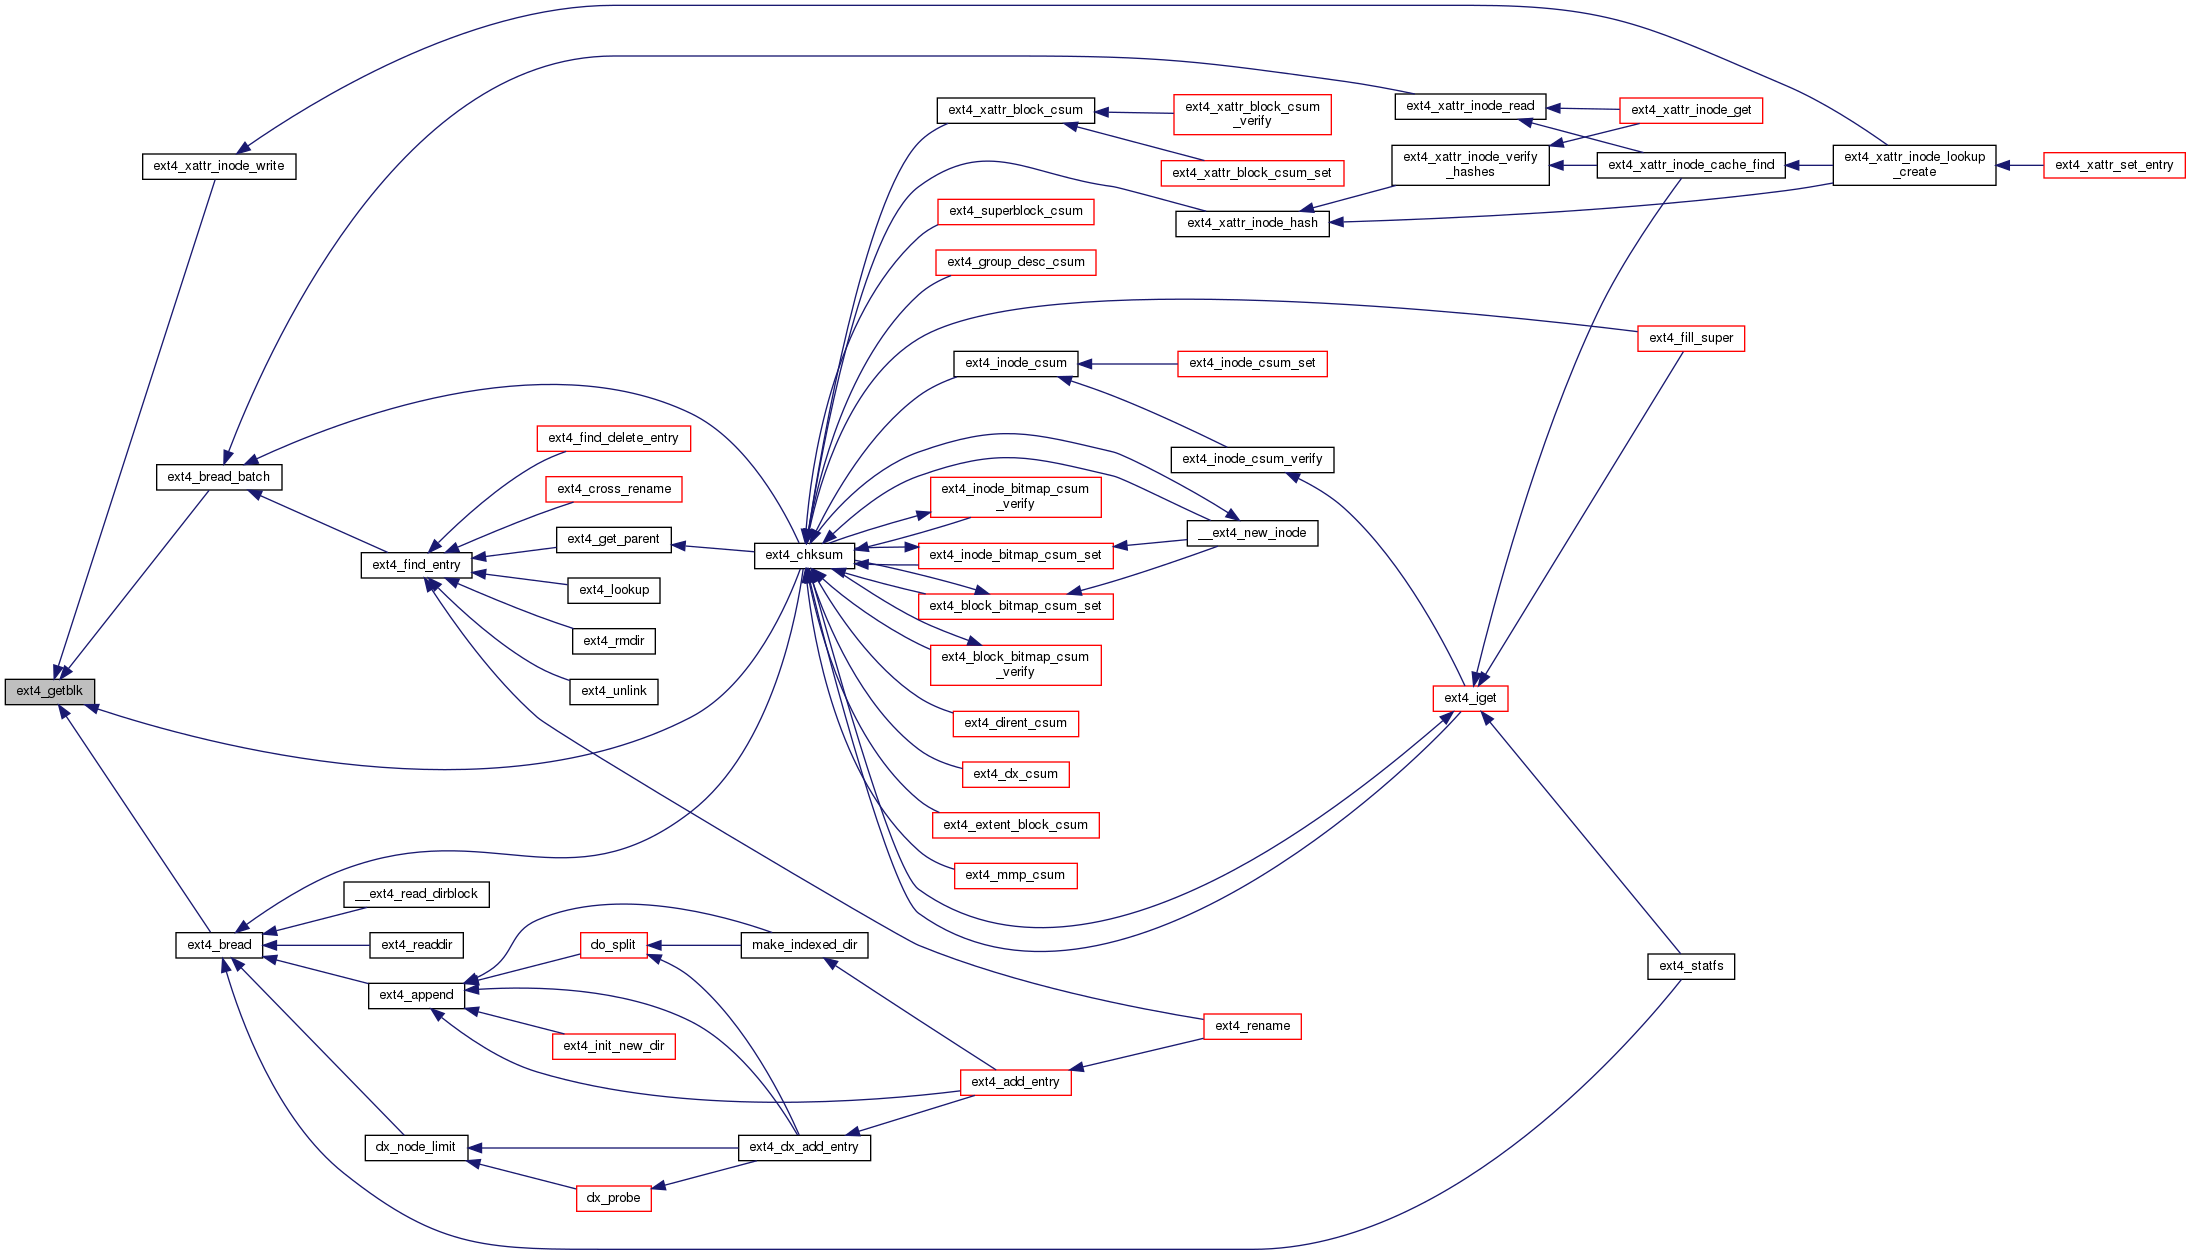 ext4_getblk
ext4_xattr_inode_write
ext4_bread_batch
ext4_bread
ext4_find_entry
__ext4_read_dirblock
ext4_readdir
ext4_append
dx_node_limit
ext4_find_delete_entry
ext4_cross_rename
ext4_get_parent
ext4_lookup
ext4_rmdir
ext4_unlink
do_split
ext4_init_new_dir
dx_probe
ext4_chksum
make_indexed_dir
ext4_dx_add_entry
ext4_xattr_block_csum
ext4_superblock_csum
ext4_group_desc_csum
ext4_inode_csum
ext4_inode_bitmap_csum
_verify
ext4_inode_bitmap_csum_set
ext4_block_bitmap_csum_set
ext4_block_bitmap_csum
_verify
ext4_dirent_csum
ext4_dx_csum
ext4_extent_block_csum
ext4_mmp_csum
ext4_add_entry
ext4_xattr_block_csum
_verify
ext4_xattr_block_csum_set
ext4_xattr_inode_hash
ext4_inode_csum_set
ext4_inode_csum_verify
__ext4_new_inode
ext4_rename
ext4_xattr_inode_read
ext4_xattr_inode_verify
_hashes
ext4_iget
ext4_xattr_inode_get
ext4_xattr_inode_cache_find
ext4_fill_super
ext4_statfs
ext4_xattr_inode_lookup
_create
ext4_xattr_set_entry